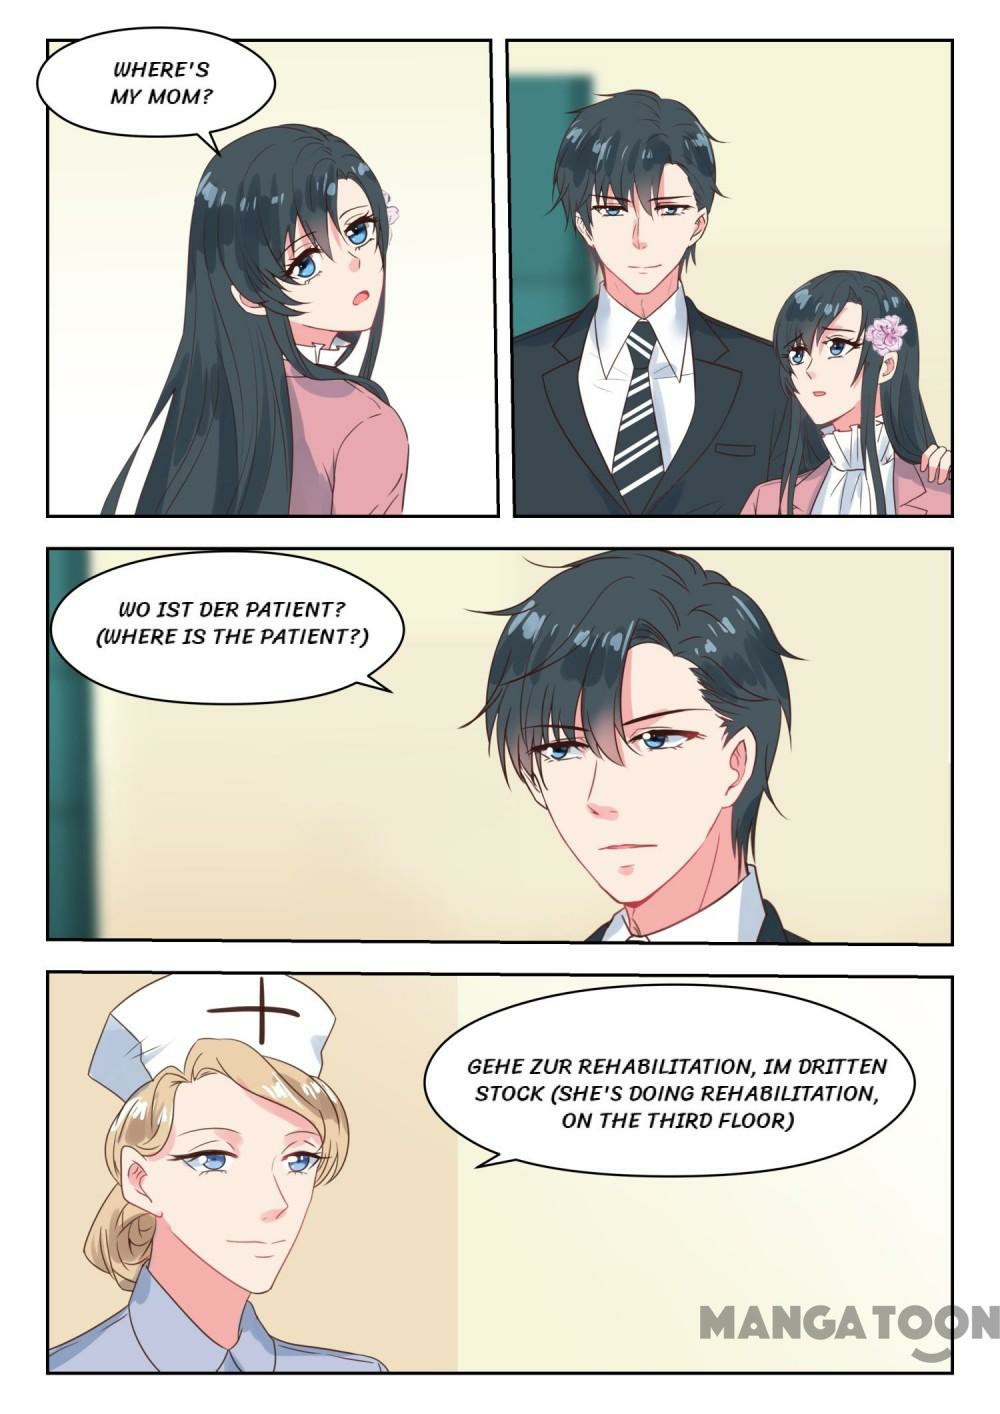 WHERE'S
MY MOM?
WO IST DER PATIENT?
(WHERE IS THE PATIENT?)
GEHE ZUR REHABILITATION, IM DRITTEN
STOCK (SHE'S DOING REHABILITATION,
ON THE THIRD FLOOR)
MANGATOON